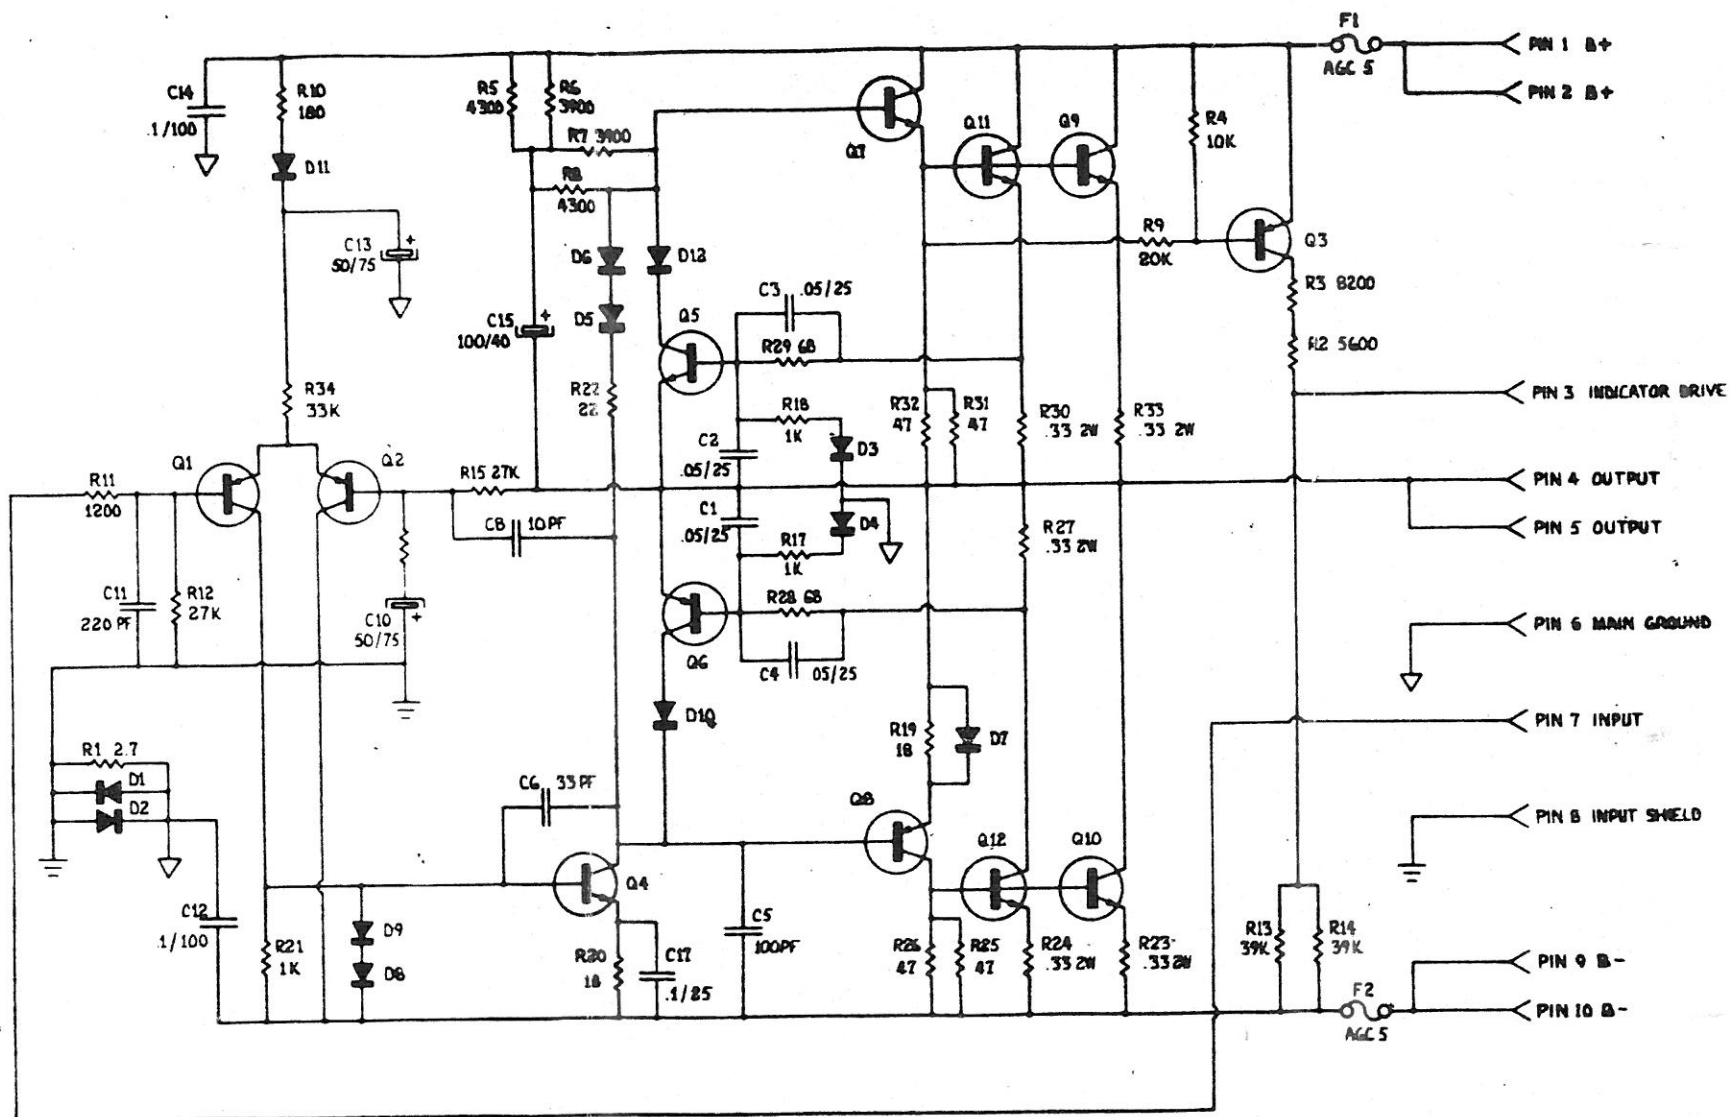 F1
AGC 5
PIN 1 B+
PIN 2 B+
C14
.1/100
R10
180
R5
4300
R6
3900
R7 3900
R8
4300
D11
Q7
Q11
Q9
R4
10K
R9
20K
Q3
C13
50/75
D6
D12
D5
C15
100/40
Q5
C3 .05/25
R29 68
R3 8200
R2 5600
R34
33K
R22
22
R18
1K
D3
R32
47
R31
47
R30
.33 2W
R33
.33 2W
PIN 3 INDICATOR DRIVE
Q1
Q2
C2
.05/25
R11
1200
R15 27K
PIN 4 OUTPUT
C8 10PF
C1
.05/25
D4
R17
1K
R27
.33 2W
PIN 5 OUTPUT
C11
220PF
R12
27K
C10
50/75
R28 68
Q6
C4 05/25
PIN 6 MAIN GROUND
D10
R19
18
D7
PIN 7 INPUT
R1 2.7
D1
D2
C6 33PF
Q8
Q12
Q10
PIN 8 INPUT SHIELD
Q4
C12
.1/100
R21
1K
D9
D8
R20
18
C17
.1/25
C5
100PF
R26
47
R25
47
R24
.33 2W
R23
.33 2W
R13
39K
R14
39K
PIN 9 B-
F2
AGC 5
PIN 10 B-